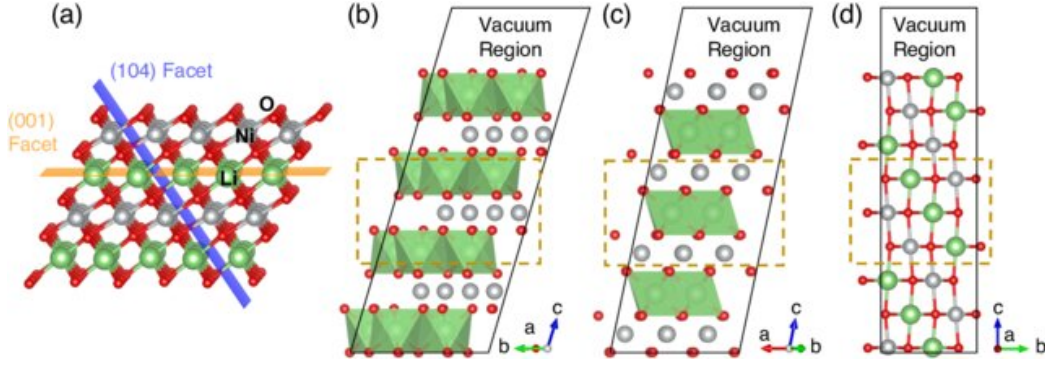 (a)
(104) Facet
(001)
Facet
O
Ni
Li
(b)
Vacuum
Region
a
b
c
(c)
Vacuum
Region
a
b
c
(d)
Vacuum
Region
a
b
c